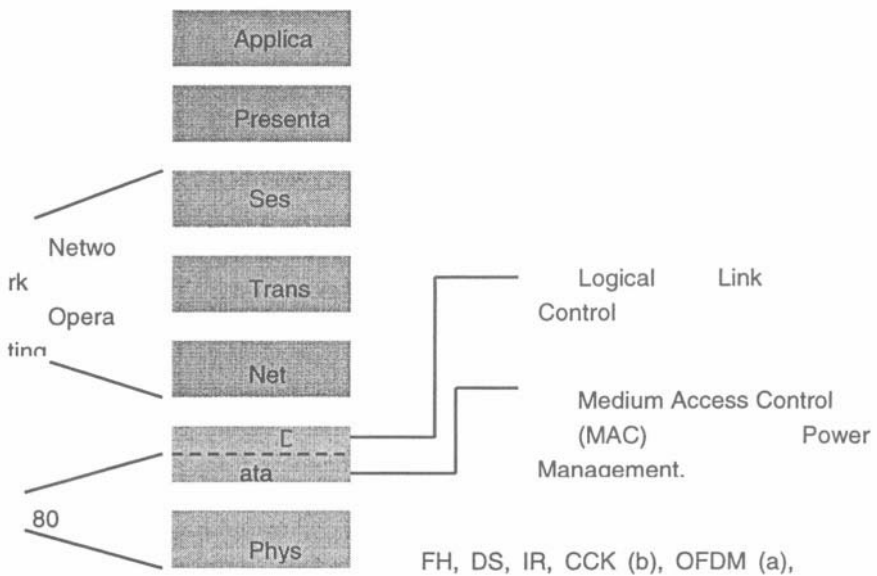 Applica
Presenta
Ses
Netwo
rk
Opera
ting
Trans
Net
Logical Link
Control
D
ata
Medium Access Control
(MAC) Power
Management.
80
Phys
FH, DS, IR, CCK (b), OFDM (a),